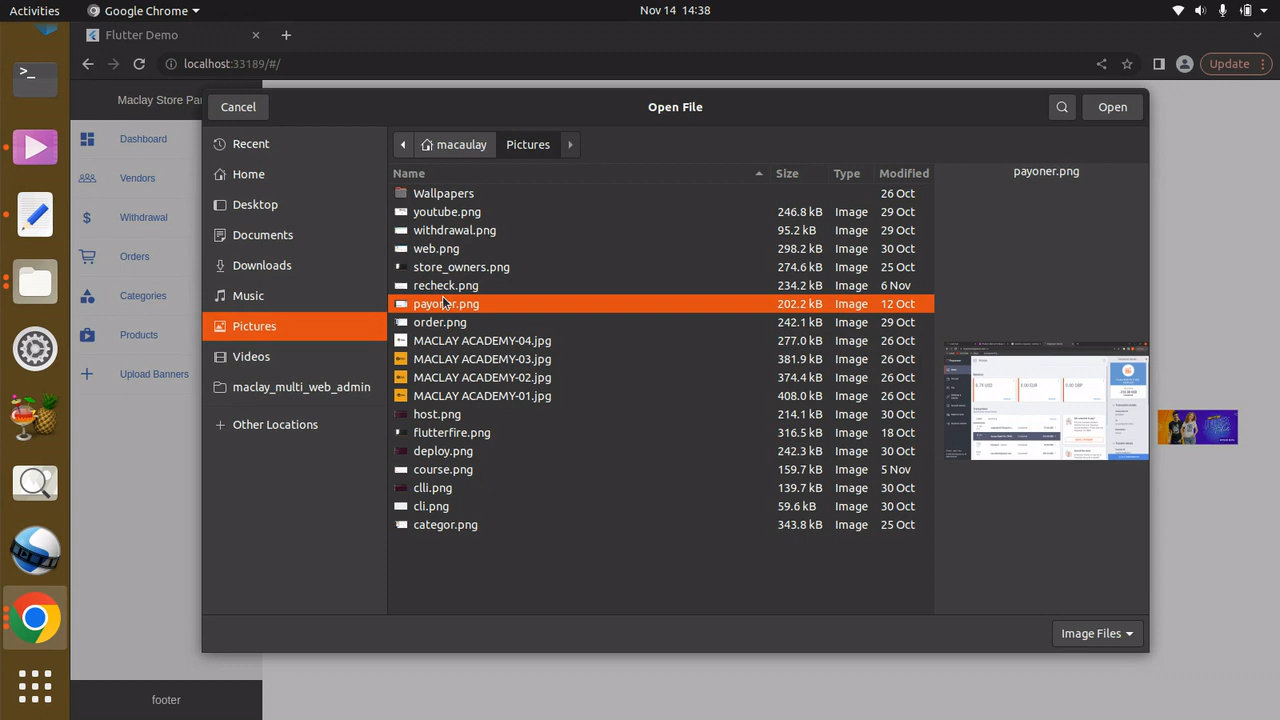 Activities
Google Chrome
Nov 14 14:38
Flutter Demo
localhost:33189/#/
Update
Maclay Store Pa
Dashboard
Vendors
Withdrawal
Orders
Categories
Products
Upload Banners
footer
Cancel
Open File
Open
Recent
Home
Desktop
Documents
Downloads
Music
Pictures
Videos
maclay_multi_web_admin
Other Locations
macaulay
Pictures
Name Size Type Modified
Wallpapers 26 Oct
youtube.png 246.8 kB Image 29 Oct
withdrawal.png 95.2 kB Image 29 Oct
web.png 298.2 kB Image 30 Oct
store_owners.png 274.6 kB Image 25 Oct
recheck.png 234.2 kB Image 6 Nov
payoner.png 202.2 kB Image 12 Oct
order.png 242.1 kB Image 29 Oct
MACLAY ACADEMY-04.jpg 277.0 kB Image 26 Oct
MACLAY ACADEMY-03.jpg 381.9 kB Image 26 Oct
MACLAY ACADEMY-02.jpg 374.4 kB Image 26 Oct
MACLAY ACADEMY-01.jpg 408.0 kB Image 26 Oct
host.png 214.1 kB Image 30 Oct
flutterfire.png 316.1 kB Image 18 Oct
deploy.png 242.3 kB Image 30 Oct
course.png 159.7 kB Image 5 Nov
clli.png 139.7 kB Image 30 Oct
cli.png 59.6 kB Image 30 Oct
categor.png 343.8 kB Image 25 Oct
payoner.png
Image Files